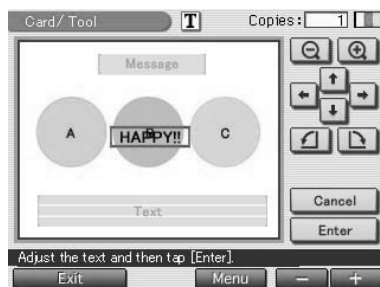 Card/Tool T Copies: 1
Message
A HAPPY!! C
Text
Cancel
Enter
Adjust the text and then tap [Enter].
Exit Menu - +